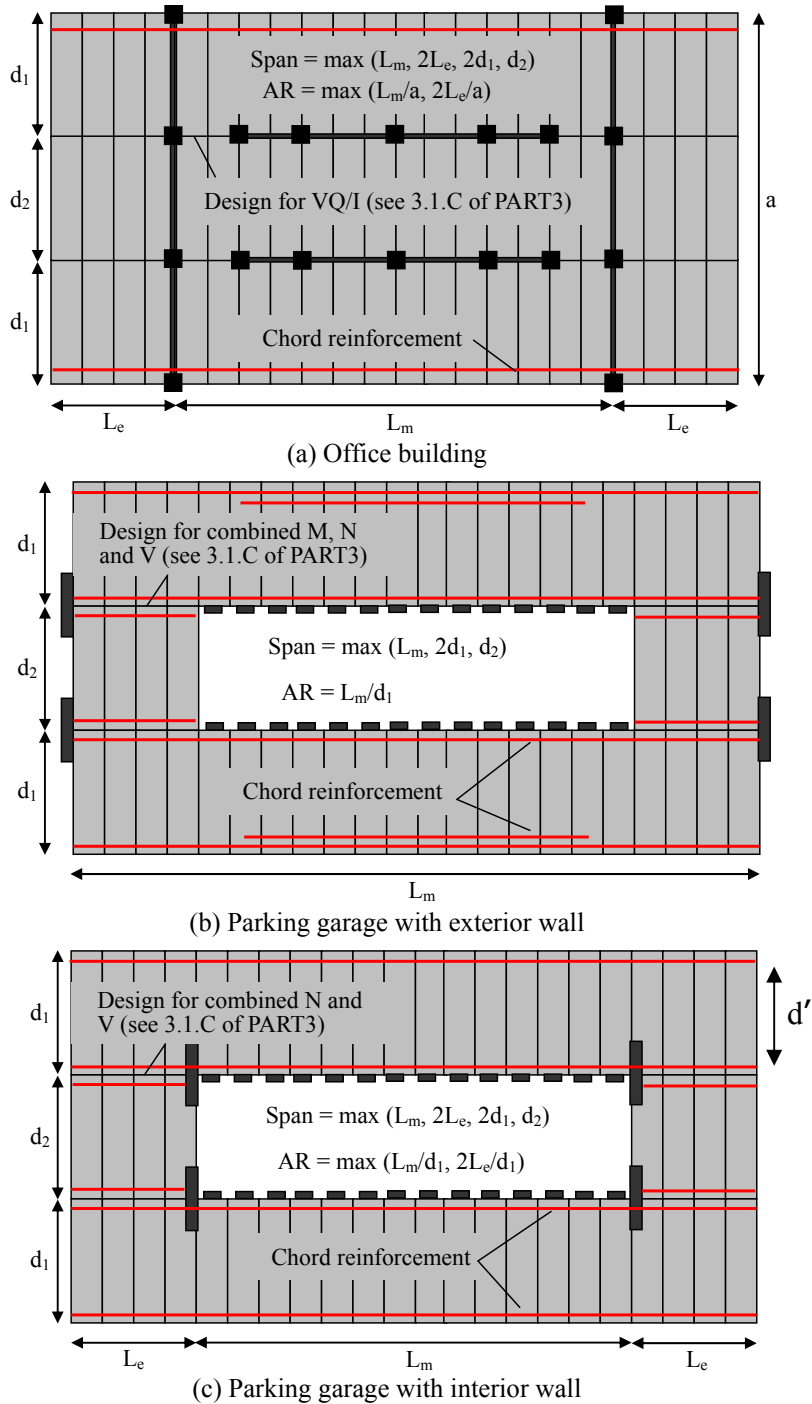 d₁
Span = max (Lₘ, 2Lₑ, 2d₁, d₂)
AR = max (Lₘ/a, 2Lₑ/a)
d₂
Design for VQ/I (see 3.1.C of PART3)
a
d₁
Chord reinforcement
Lₑ
Lₘ
Lₑ
(a) Office building
d₁
Design for combined M, N
and V (see 3.1.C of PART3)
d₂
Span = max (Lₘ, 2d₁, d₂)
AR = Lₘ/d₁
d₁
Chord reinforcement
Lₘ
(b) Parking garage with exterior wall
d₁
Design for combined N and
V (see 3.1.C of PART3)
d′
d₂
Span = max (Lₘ, 2Lₑ, 2d₁, d₂)
AR = max (Lₘ/d₁, 2Lₑ/d₁)
d₁
Chord reinforcement
Lₑ
Lₘ
Lₑ
(c) Parking garage with interior wall